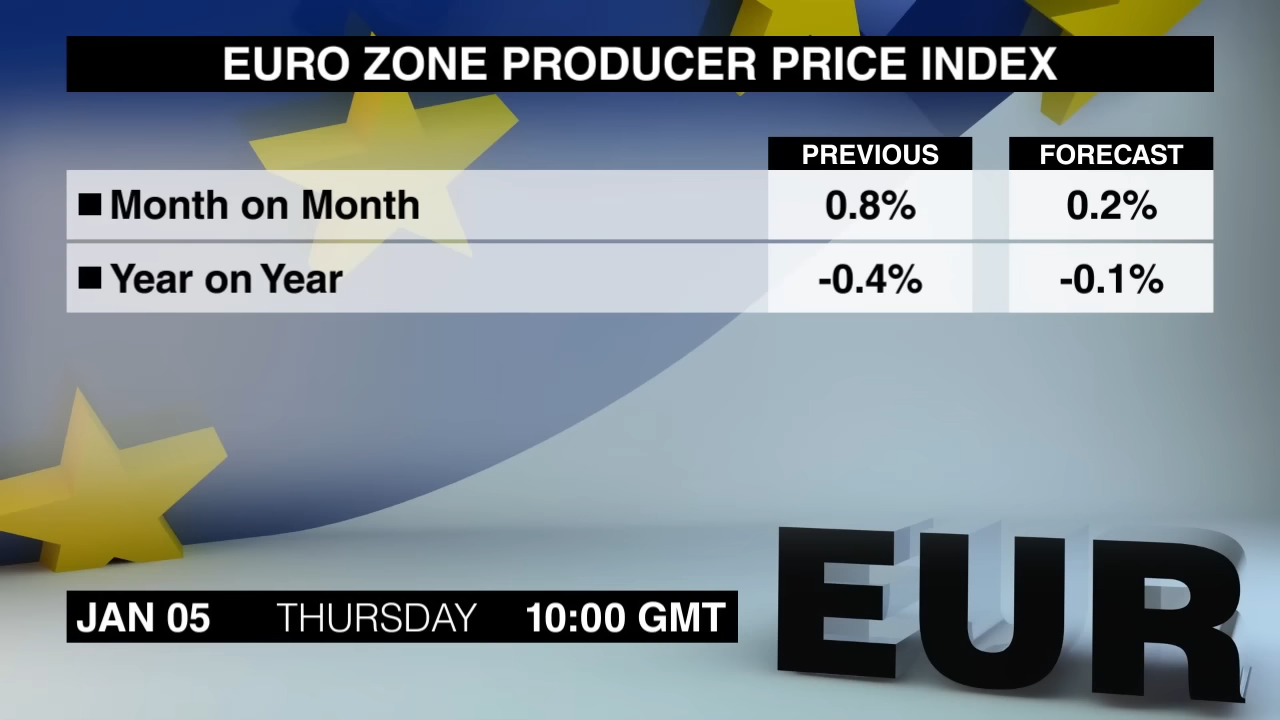 EURO ZONE PRODUCER PRICE INDEX
PREVIOUS FORECAST
Month on Month 0.8% 0.2%
Year on Year -0.4% -0.1%
JAN 05 THURSDAY 10:00 GMT
EUR